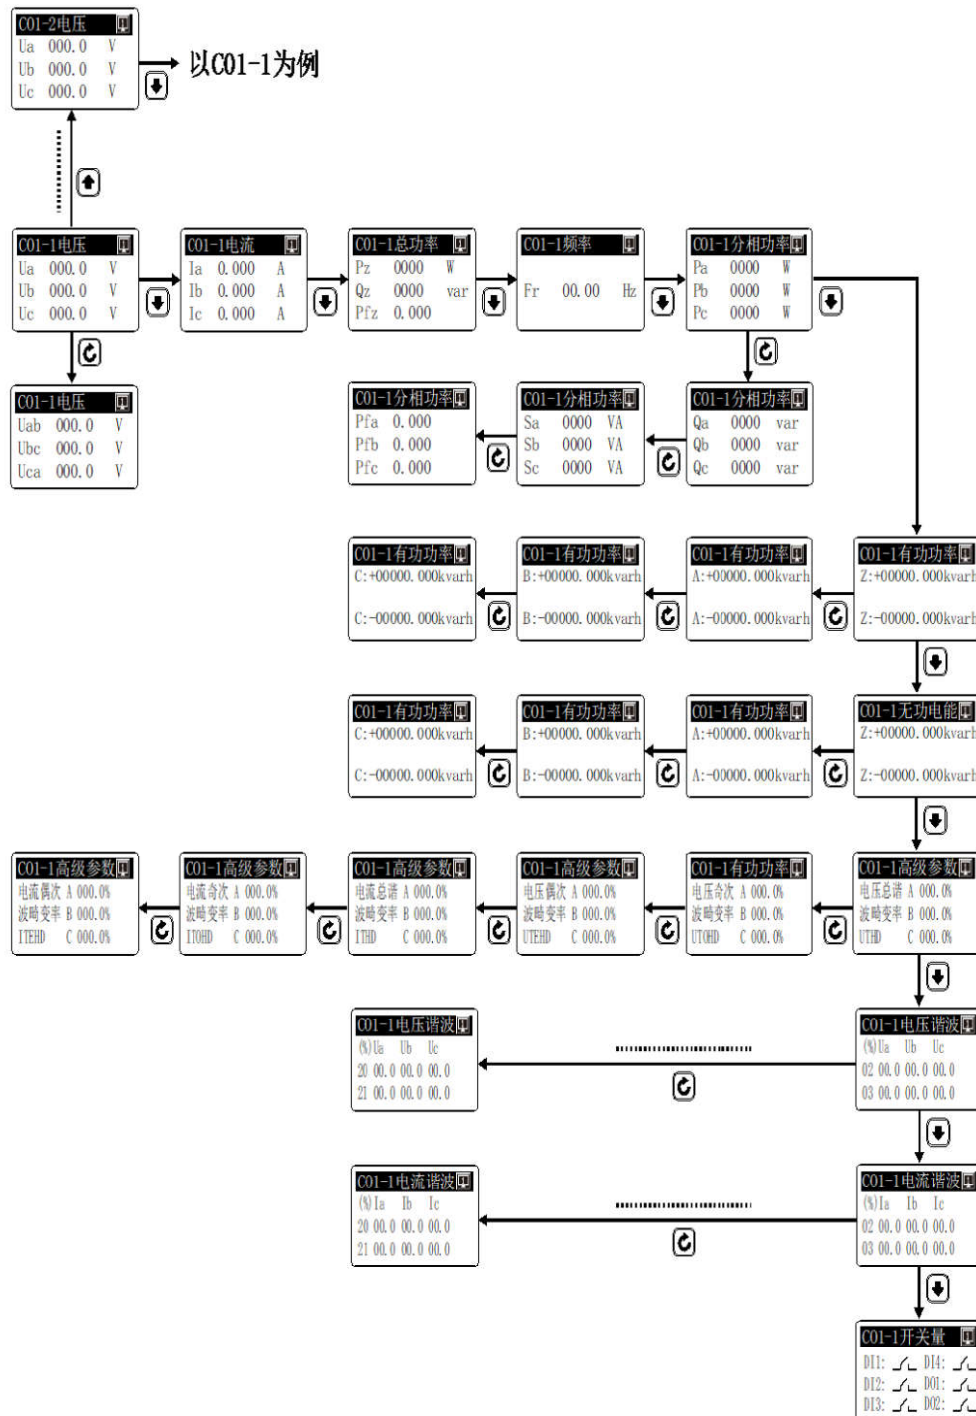 C01-2电压
Ua 000.0 V
Ub 000.0 V
Uc 000.0 V
以C01-1为例
C01-1电压
Ua 000.0 V
Ub 000.0 V
Uc 000.0 V
C01-1电流
Ia 0.000 A
Ib 0.000 A
Ic 0.000 A
C01-1总功率
Pz 0000 W
Qz 0000 var
Pfz 0.000
C01-1频率
Fr 00.00 Hz
C01-1分相功率
Pa 0000 W
Pb 0000 W
Pc 0000 W
C01-1电压
Uab 000.0 V
Ubc 000.0 V
Uca 000.0 V
C01-1分相功率
Pfa 0.000
Pfb 0.000
Pfc 0.000
C01-1分相功率
Sa 0000 VA
Sb 0000 VA
Sc 0000 VA
C01-1分相功率
Qa 0000 var
Qb 0000 var
Qc 0000 var
C01-1有功功率
C:+00000.000kvarh
C:-00000.000kvarh
C01-1有功功率
B:+00000.000kvarh
B:-00000.000kvarh
C01-1有功功率
A:+00000.000kvarh
A:-00000.000kvarh
C01-1有功功率
Z:+00000.000kvarh
Z:-00000.000kvarh
C01-1有功功率
C:+00000.000kvarh
C:-00000.000kvarh
C01-1有功功率
B:+00000.000kvarh
B:-00000.000kvarh
C01-1有功功率
A:+00000.000kvarh
A:-00000.000kvarh
C01-1无功电能
Z:+00000.000kvarh
Z:-00000.000kvarh
C01-1高级参数
电流偶次 A 000.0%
波畸变率 B 000.0%
ITEHD C 000.0%
C01-1高级参数
电流奇次 A 000.0%
波畸变率 B 000.0%
ITOHD C 000.0%
C01-1高级参数
电流总谐 A 000.0%
波畸变率 B 000.0%
ITHD C 000.0%
C01-1高级参数
电压偶次 A 000.0%
波畸变率 B 000.0%
UTEHD C 000.0%
C01-1有功功率
电压奇次 A 000.0%
波畸变率 B 000.0%
UTOHD C 000.0%
C01-1高级参数
电压总谐 A 000.0%
波畸变率 B 000.0%
UTHD C 000.0%
C01-1电压谐波
(%)Ua Ub Uc
20 00.0 00.0 00.0
21 00.0 00.0 00.0
C01-1电压谐波
(%)Ua Ub Uc
02 00.0 00.0 00.0
03 00.0 00.0 00.0
C01-1电流谐波
(%)Ia Ib Ic
20 00.0 00.0 00.0
21 00.0 00.0 00.0
C01-1电流谐波
(%)Ia Ib Ic
02 00.0 00.0 00.0
03 00.0 00.0 00.0
C01-1开关量
DI1: DI4:
DI2: DO1:
DI3: DO2: